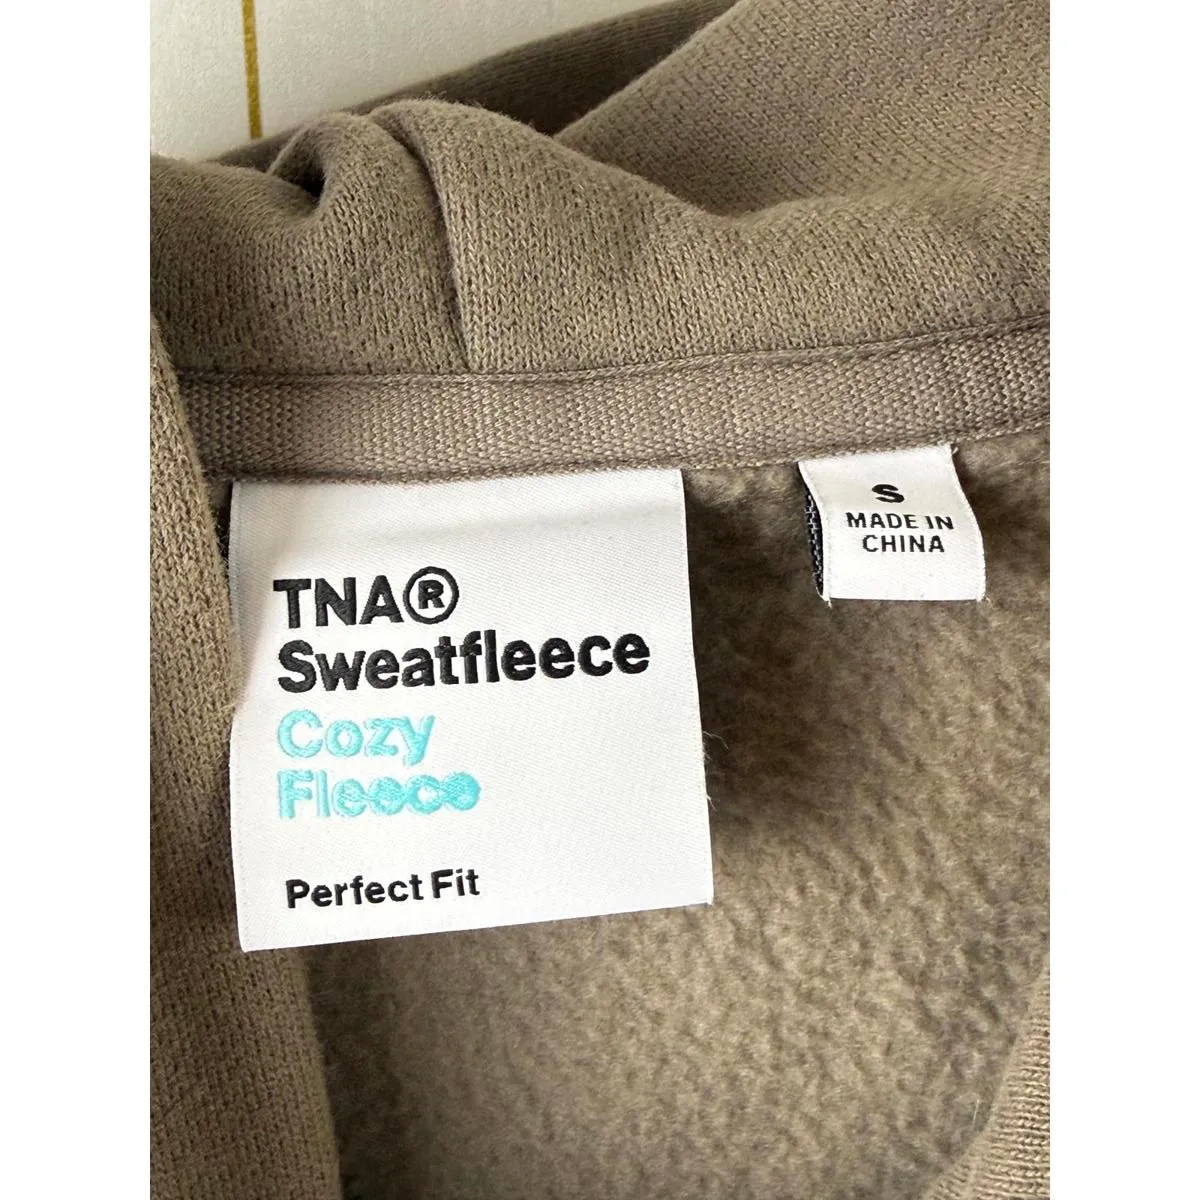 TNA®
Sweatfleece
Cozy
Fleece
Perfect Fit
S
MADE IN
CHINA